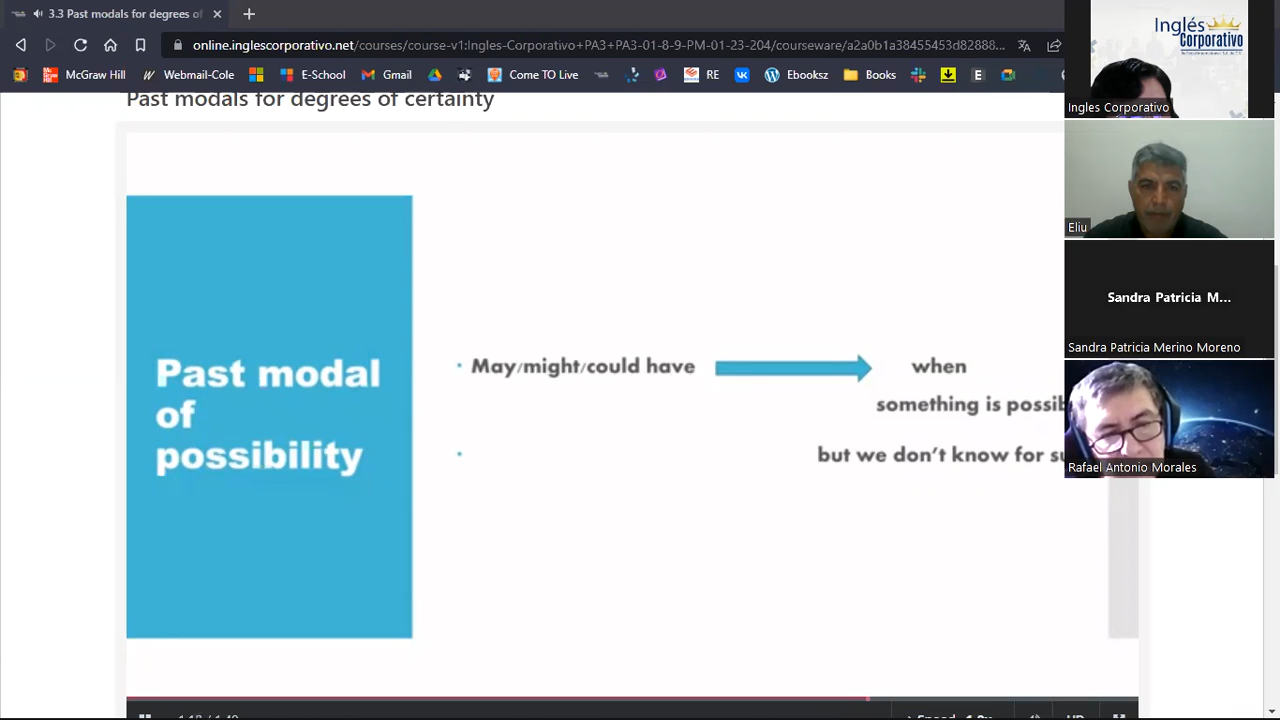 3.3 Past modals for degrees of
online.inglescorporativo.net/courses/course-v1:Ingles-Corporativo+PA3+PA3-01-8-9-PM-01-23-204/courseware/a2a0b1a38455453d82888...
McGraw Hill
Webmail-Cole
E-School
Gmail
Come TO Live
RE
Ebooksz
Books
Past modals for degrees of certainty
Past modal
of
possibility
• May/might/could have
when
something is possib
• but we don't know for su
Inglés
Corporativo
Ingles Corporativo
Eliu
Sandra Patricia M...
Sandra Patricia Merino Moreno
Rafael Antonio Morales